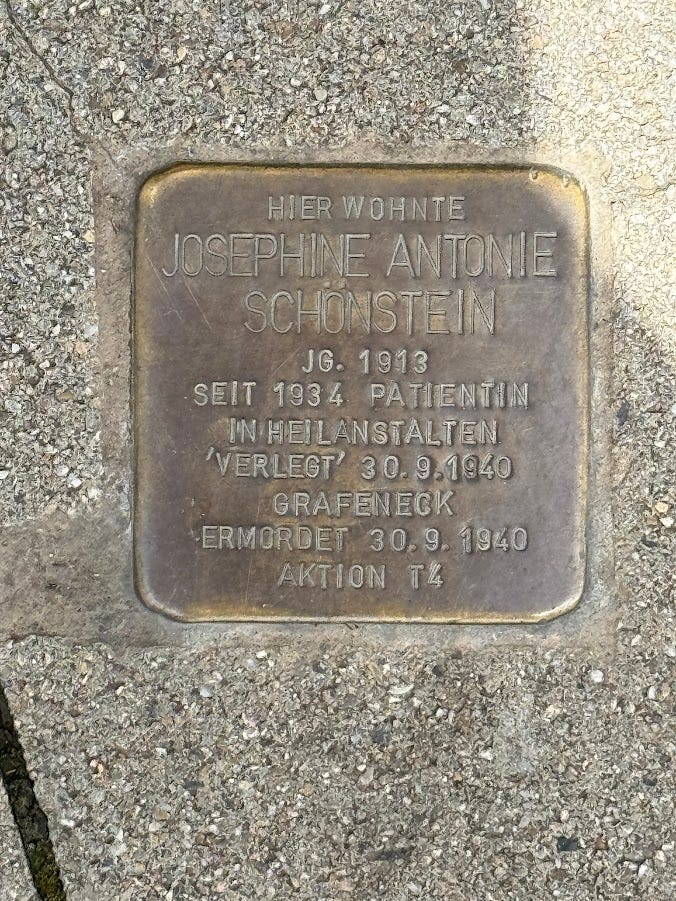 HIER WOHNTE
JOSEPHINE ANTONIE
SCHÖNSTEIN
JG. 1913
SEIT 1934 PATIENTIN
IN HEILANSTALTEN
'VERLEGT' 30.9.1940
GRAFENECK
ERMORDET 30.9.1940
AKTION T4